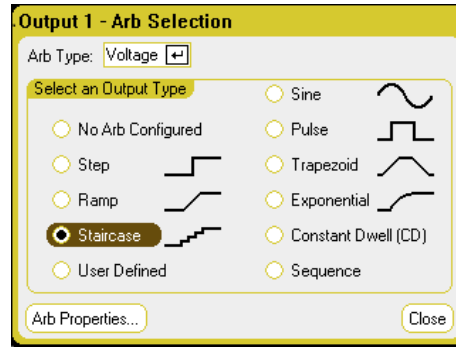 Output 1 - Arb Selection
Arb Type: Voltage
Select an Output Type
No Arb Configured
Step
Ramp
Staircase
User Defined
Sine
Pulse
Trapezoid
Exponential
Constant Dwell (CD)
Sequence
Arb Properties...
Close